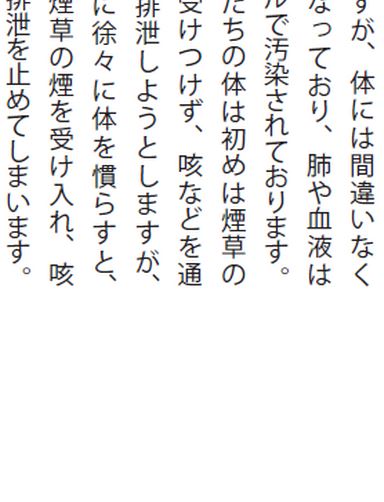 すが、体には間違いなく
なっており、肺や血液は
ルで汚染されております。
たちの体は初めは煙草の
受けつけず、咳などを通
排泄しようとしますが、
に徐々に体を慣らすと、
煙草の煙を受け入れ、咳
排泄を止めてしまいます。